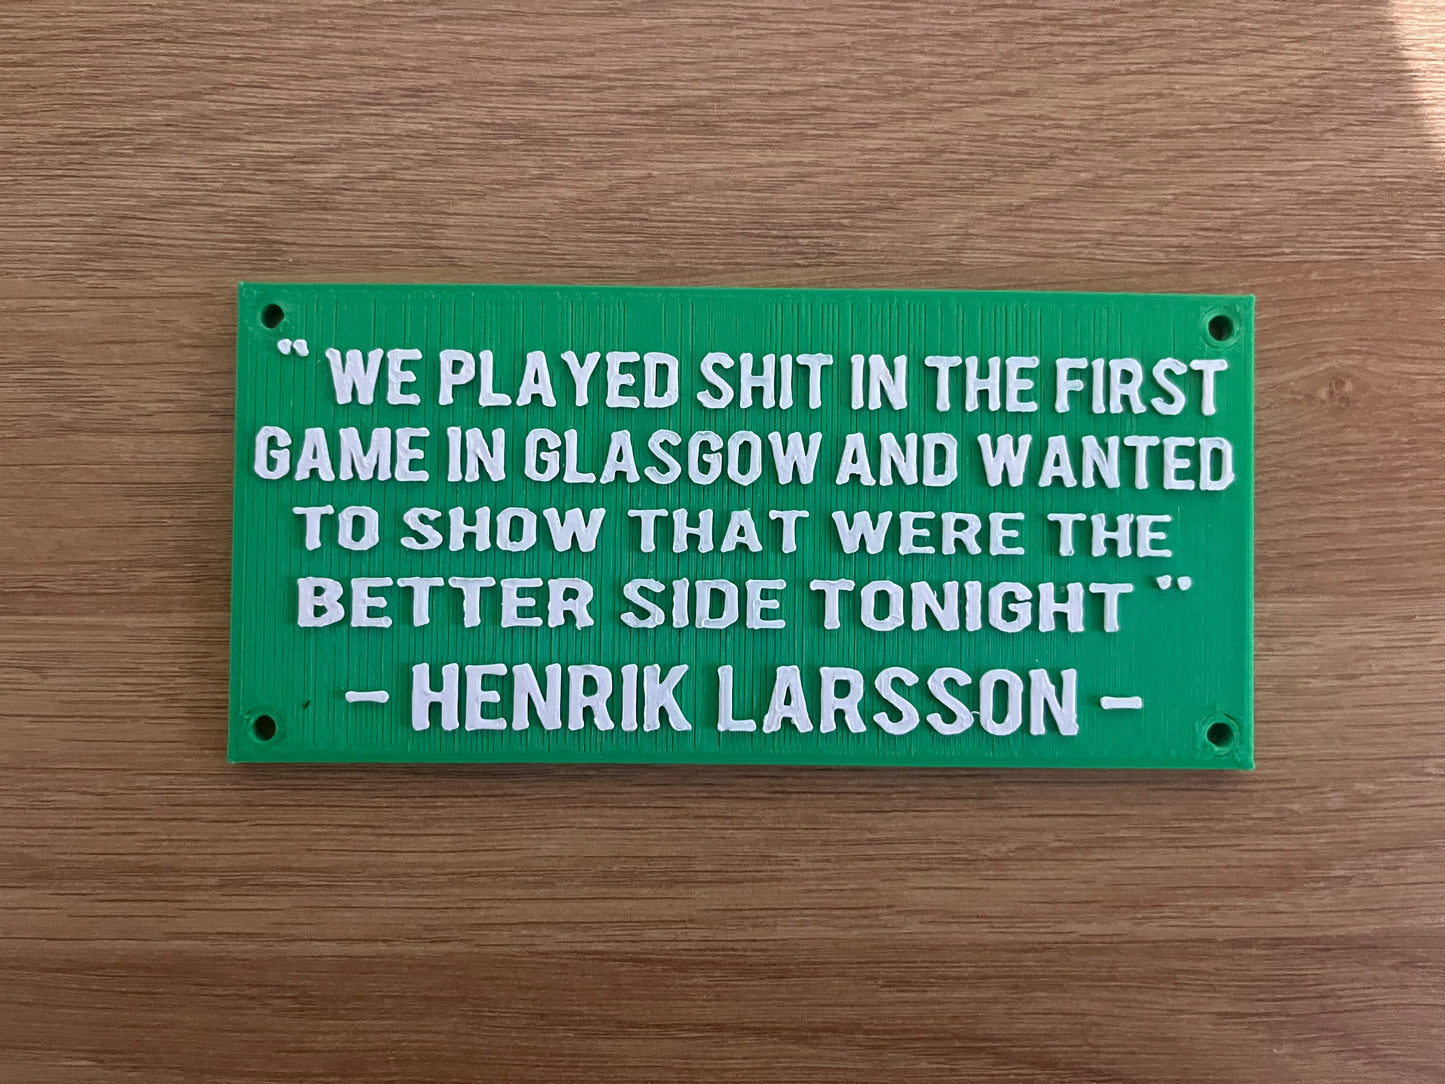 " WE PLAYED SHIT IN THE FIRST
GAME IN GLASGOW AND WANTED
TO SHOW THAT WERE THE
BETTER SIDE TONIGHT "
- HENRIK LARSSON -